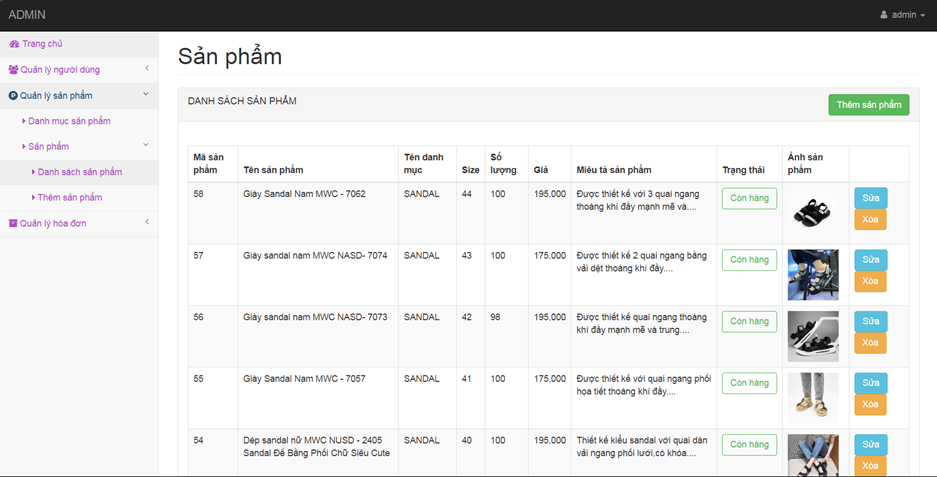 ADMIN
admin
Trang chủ
Quản lý người dùng
Quản lý sản phẩm
Danh mục sản phẩm
Sản phẩm
Danh sách sản phẩm
Thêm sản phẩm
Quản lý hóa đơn
Sản phẩm
DANH SÁCH SẢN PHẨM
Thêm sản phẩm
Mã sản phẩm Tên sản phẩm Tên danh mục Size Số lượng Giá Miêu tả sản phẩm Trạng thái Ảnh sản phẩm
58 Giày Sandal Nam MWC - 7062 SANDAL 44 100 195,000 Được thiết kế với 3 quai ngang Còn hàng Sửa
thoáng khí đầy mạnh mẽ và.... Xóa
57 Giày sandal nam MWC NASD- 7074 SANDAL 43 100 175,000 Được thiết kế 2 quai ngang bằng Còn hàng Sửa
vải dệt thoáng khí đầy.... Xóa
56 Giày sandal nam MWC NASD- 7073 SANDAL 42 98 195,000 Được thiết kế quai ngang thoáng Còn hàng Sửa
khí đầy mạnh mẽ và trung.... Xóa
55 Giày Sandal Nam MWC - 7057 SANDAL 41 100 175,000 Được thiết kế với quai ngang phối Còn hàng Sửa
họa tiết thoáng khí đầy.... Xóa
54 Dép sandal nữ MWC NUSD - 2405 SANDAL 40 100 195,000 Thiết kế kiểu sandal với quai dán Còn hàng Sửa
Sandal Đế Bằng Phối Chữ Siêu Cute vải ngang phối lưới,có khóa.... Xóa